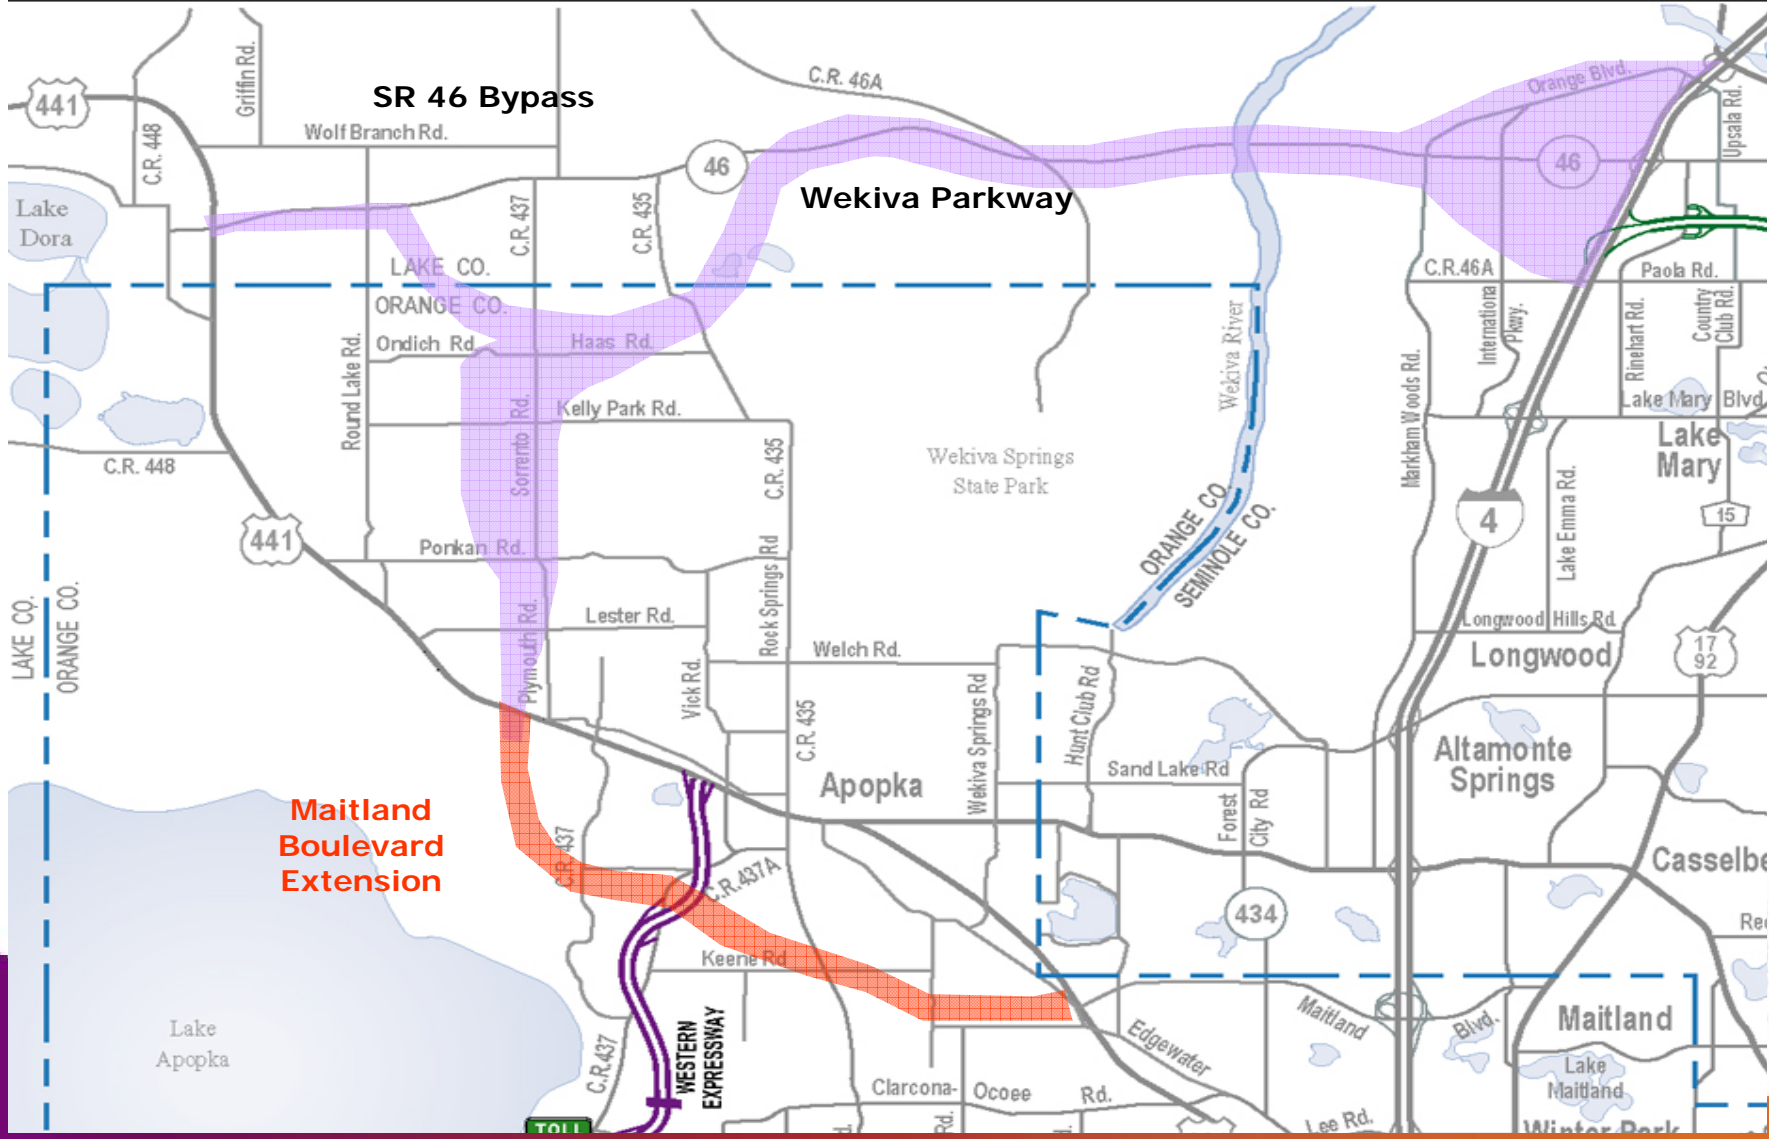 441
Griffin Rd.
C.R. 448
SR 46 Bypass
Wolf Branch Rd.
C.R. 46A
Orange Blvd.
Upsala Rd.
46
46
Wekiva Parkway
Lake
Dora
C.R. 437
C.R. 435
LAKE CO.
ORANGE CO.
C.R.46A
Paola Rd.
Ondich Rd.
Haas Rd.
Round Lake Rd.
Wekiva River
International
Pkwy.
Rinehart Rd.
Country
Club Rd.
Markham Woods Rd.
Lake Mary Blvd.
Sorrento Rd.
Kelly Park Rd.
C.R. 448
C.R. 435
Wekiva Springs
State Park
Lake
Mary
15
4
Lake Emma Rd.
441
Ponkan Rd.
Rock Springs Rd
ORANGE CO.
SEMINOLE CO.
LAKE CO.
ORANGE CO.
Plymouth Rd.
Lester Rd.
Welch Rd.
Longwood Hills Rd.
Longwood
17
92
Vick Rd.
C.R. 435
Wekiva Springs Rd
Hunt Club Rd
Sand Lake Rd
Forest
City Rd
Altamonte
Springs
Apopka
Maitland
Boulevard
Extension
C.R. 437
C.R.437A
Casselbe
434
Keene Rd
Lake
Apopka
C.R.437
WESTERN
EXPRESSWAY
TOLL
Maitland
Blvd.
Edgewater
Maitland
Lake
Maitland
Clarcona-
Ocoee
Rd.
Rd.
Lee Rd.
Winter Park